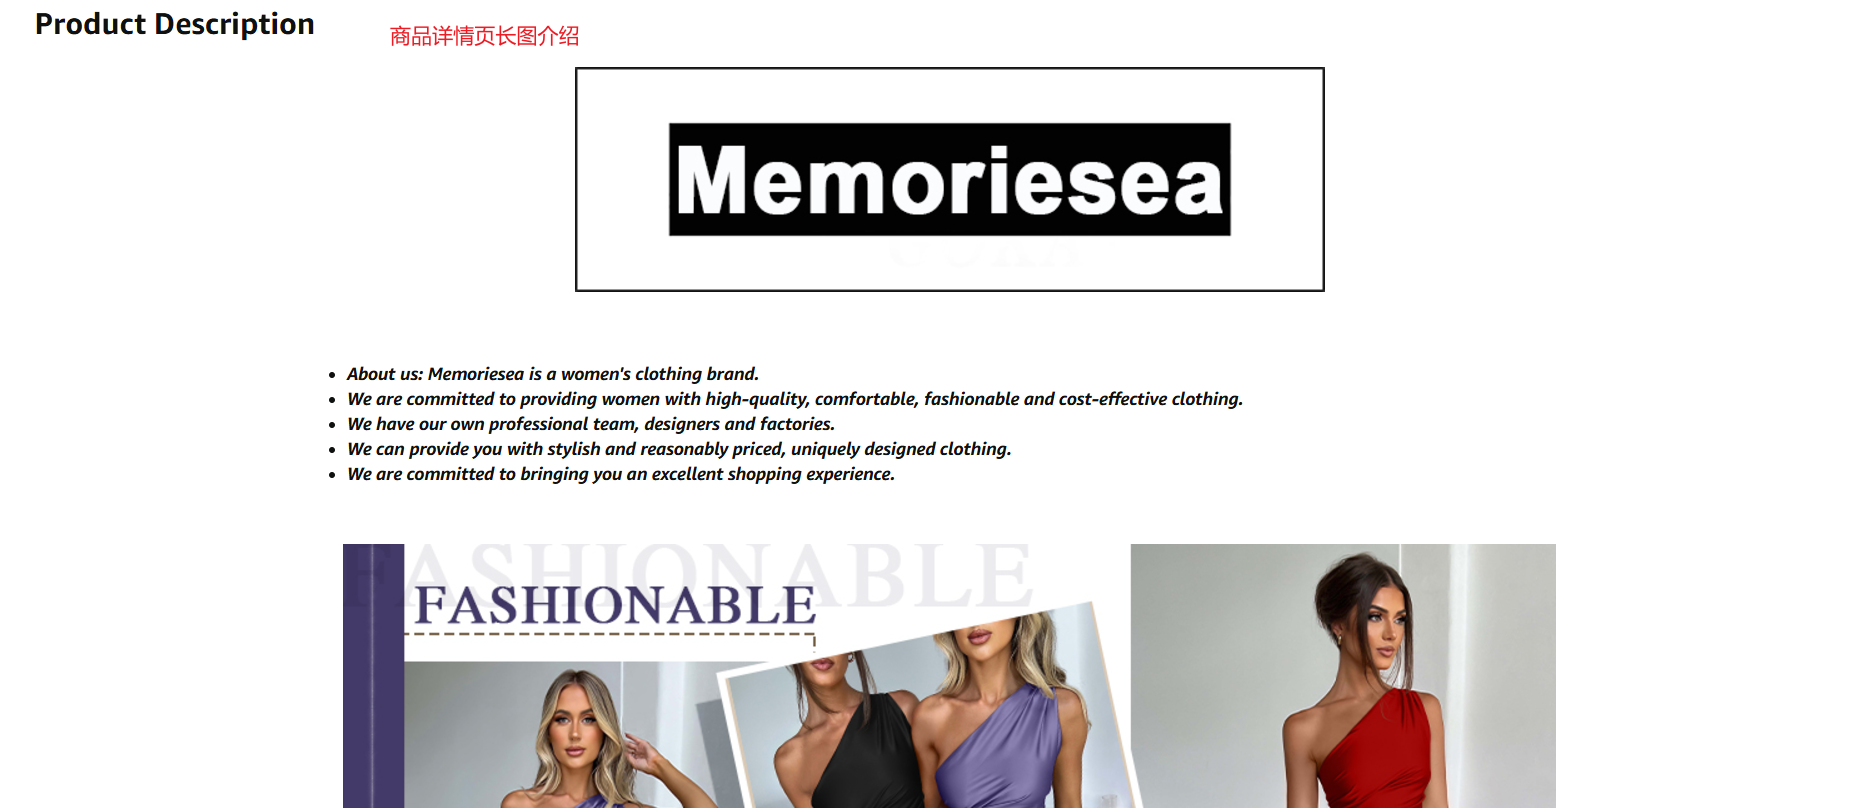 Product Description
商品详情页长图介绍
Memoriesea
About us: Memoriesea is a women's clothing brand.
We are committed to providing women with high-quality, comfortable, fashionable and cost-effective clothing.
We have our own professional team, designers and factories.
We can provide you with stylish and reasonably priced, uniquely designed clothing.
We are committed to bringing you an excellent shopping experience.
FASHIONABLE
FASHIONABLE